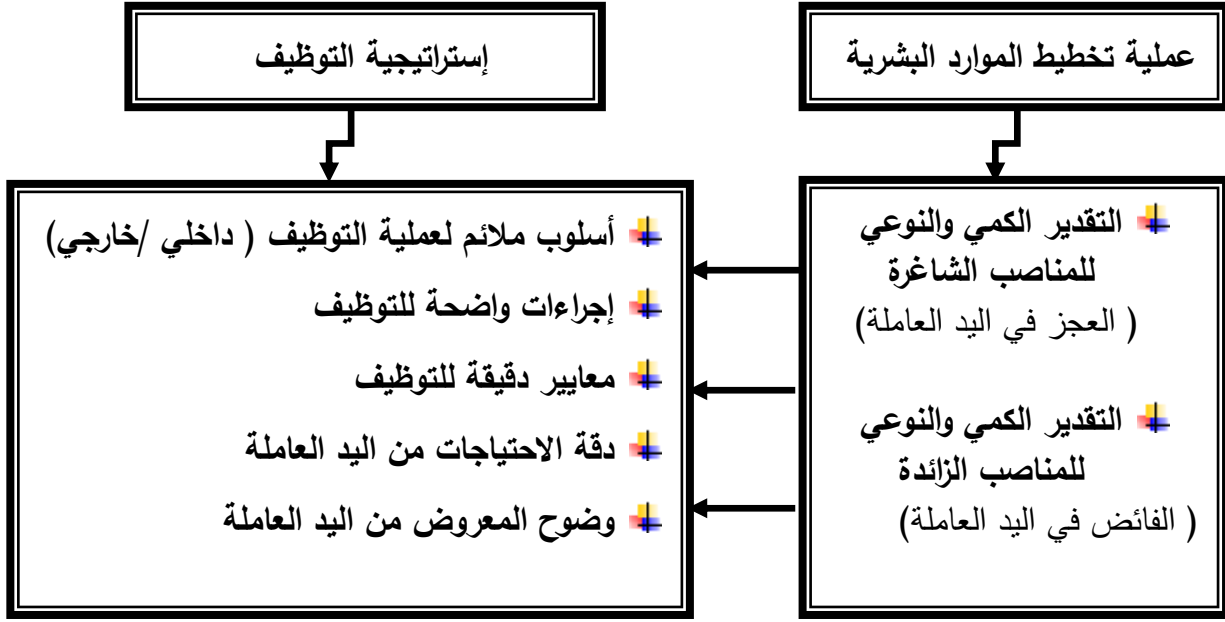 عملية تخطيط الموارد البشرية
إستراتيجية التوظيف
التقدير الكمي والنوعي
للمناصب الشاغرة
( العجز في اليد العاملة)
التقدير الكمي والنوعي
للمناصب الزائدة
( الفائض في اليد العاملة)
أسلوب ملائم لعملية التوظيف ( داخلي /خارجي)
إجراءات واضحة للتوظيف
معايير دقيقة للتوظيف
دقة الاحتياجات من اليد العاملة
وضوح المعروض من اليد العاملة